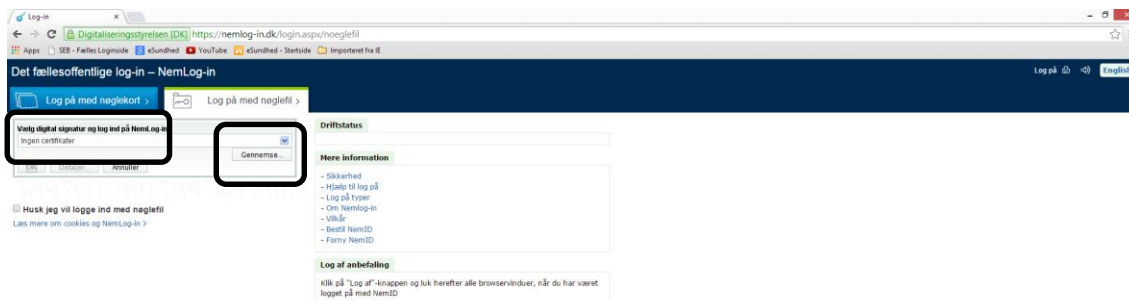 Log-in
Digitaliseringsstyrelsen [DK] https://nemlog-in.dk/login.aspx/noeglefil
Apps SEB - Fælles Loginside eSundhed YouTube eSundhed - Startside Importeret fra IE
Det fællesoffentlige log-in – NemLog-in
Log på English
Log på med nøglekort > Log på med nøglefil >
Vælg digital signatur og log ind på NemLog-in
Ingen certifikater
Gennemse...
OK Detaljer... Annuller
Husk jeg vil logge ind med nøglefil
Læs mere om cookies og NemLog-in >
Driftstatus
Mere information
- Sikkerhed
- Hjælp til log på
- Log på typer
- Om Nemlog-in
- Vilkår
- Bestil NemID
- Forny NemID
Log af anbefaling
Klik på "Log af"-knappen og luk herefter alle browservinduer, når du har været
logget på med NemID